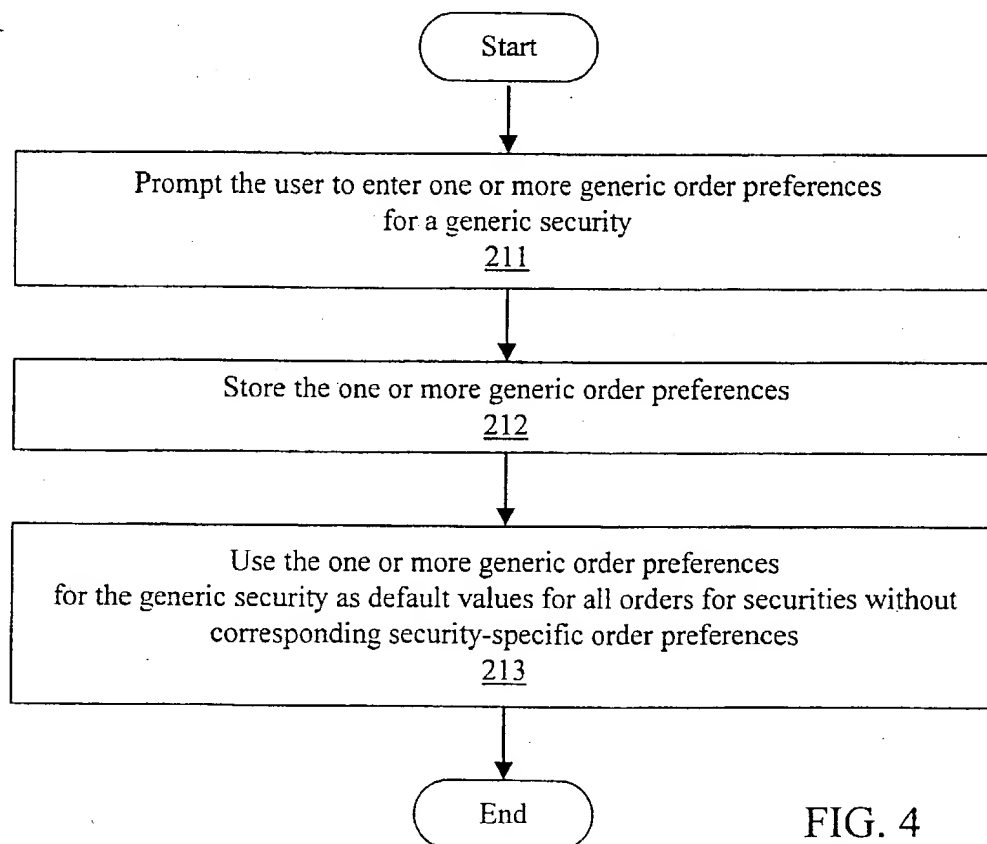 Start
Prompt the user to enter one or more generic order preferences
for a generic security
211
Store the one or more generic order preferences
212
Use the one or more generic order preferences
for the generic security as default values for all orders for securities without
corresponding security-specific order preferences
213
End
FIG. 4